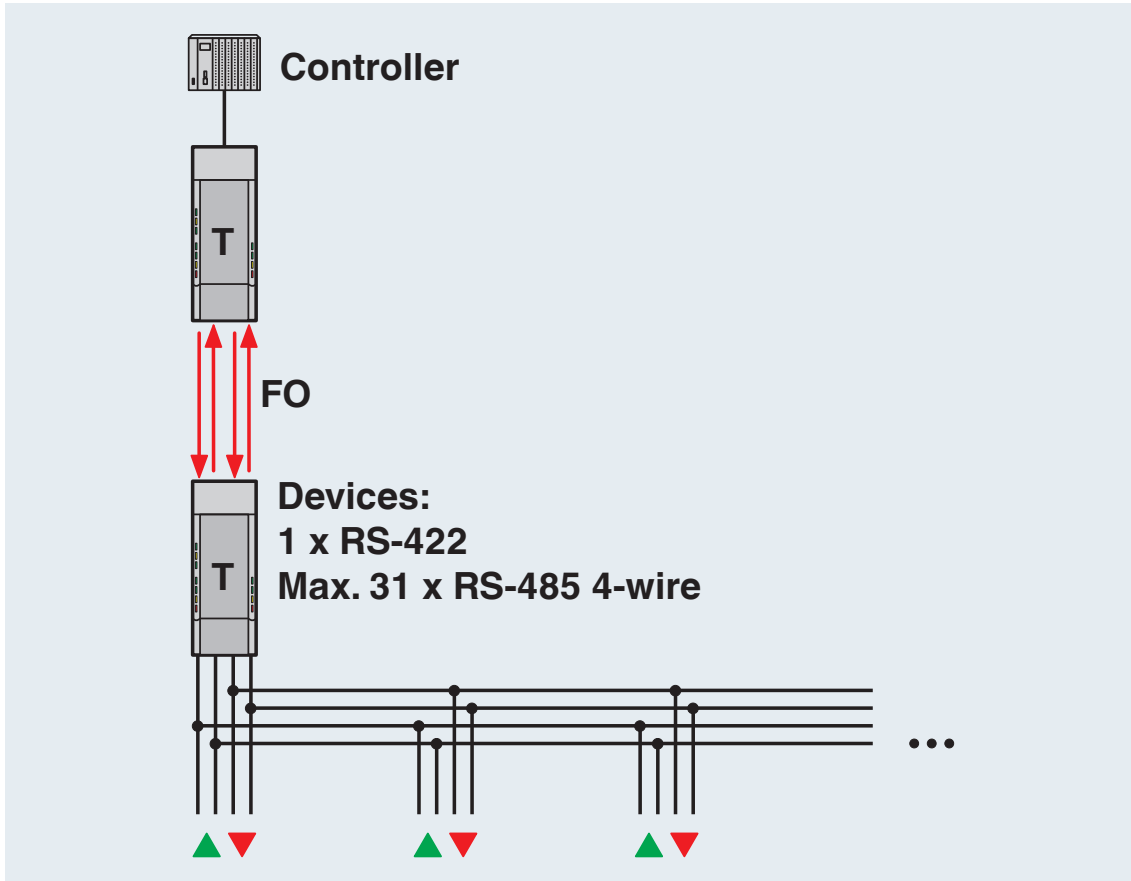 Controller
T
FO
T
Devices:
1 x RS-422
Max. 31 x RS-485 4-wire